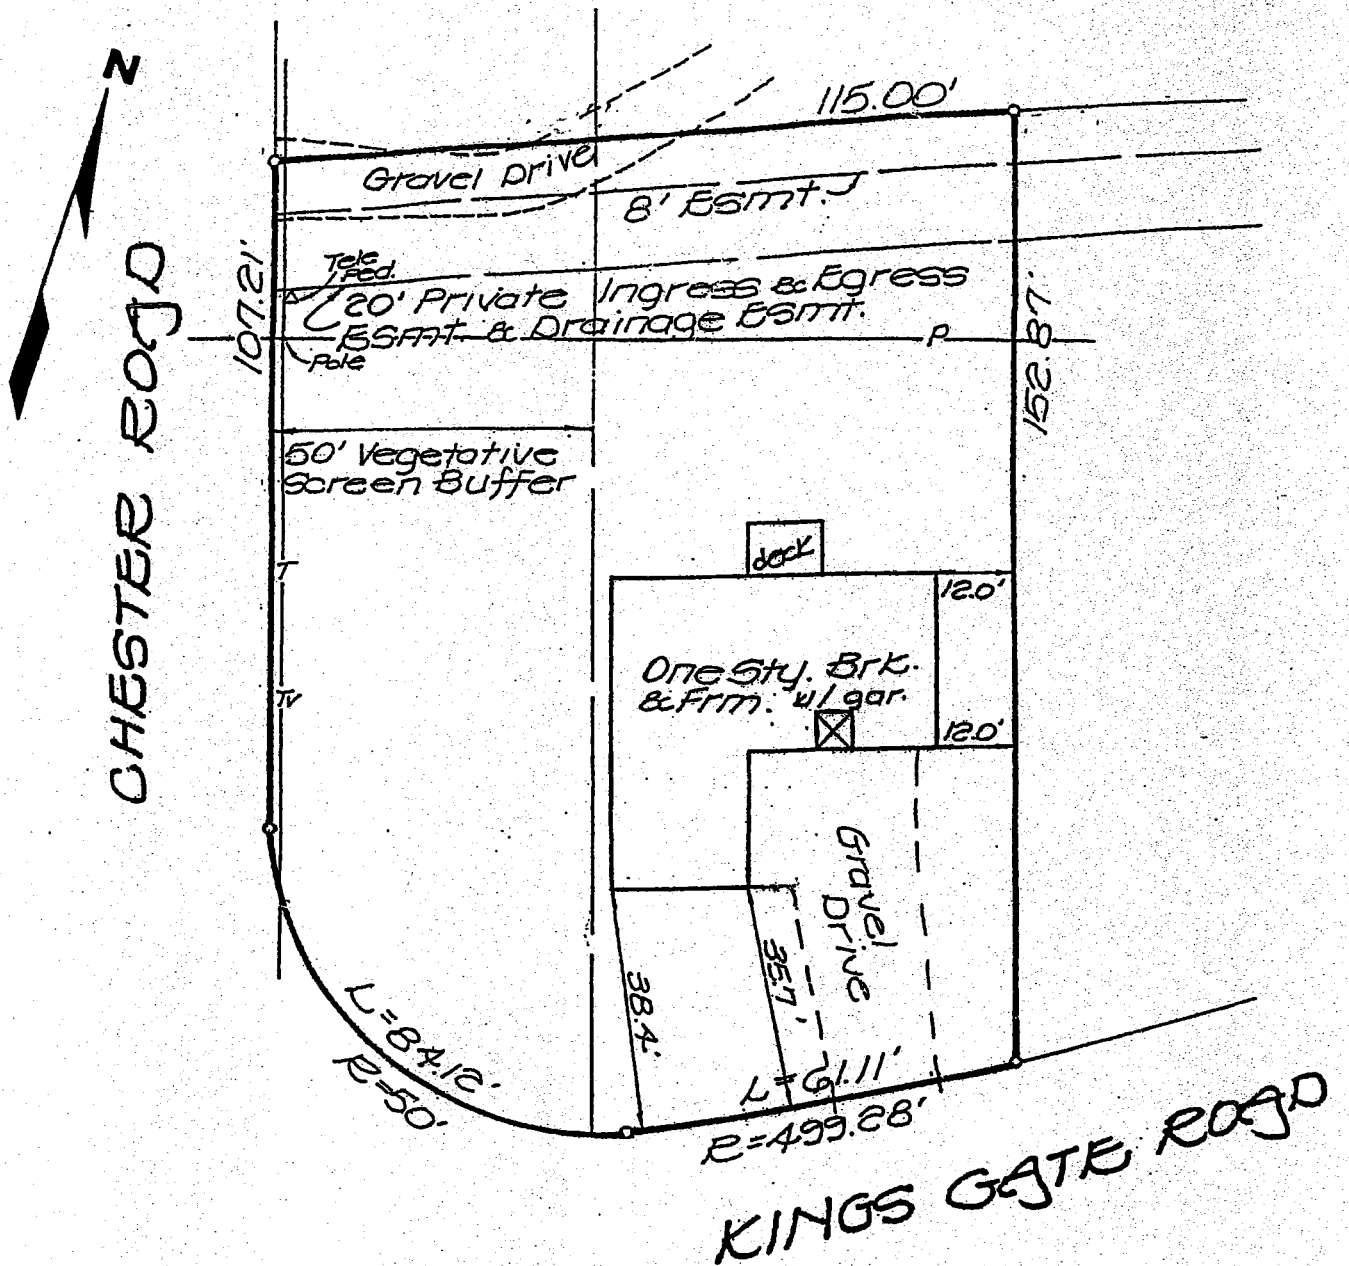 N
115.00'
Gravel Drive
8' Esmt.
CHESTER ROAD
107.21'
Tele
Ped.
20' Private Ingress & Egress
Esmt. & Drainage Esmt.
P
Pole
152.87'
50' Vegetative
Screen Buffer
deck
T
12.0'
One Sty. Brk.
& Frm. w/ gar.
TV
12.0'
Gravel
Drive
38.4'
35.7'
L=84.12'
R=50'
L=61.11'
R=499.28'
KINGS GATE ROAD